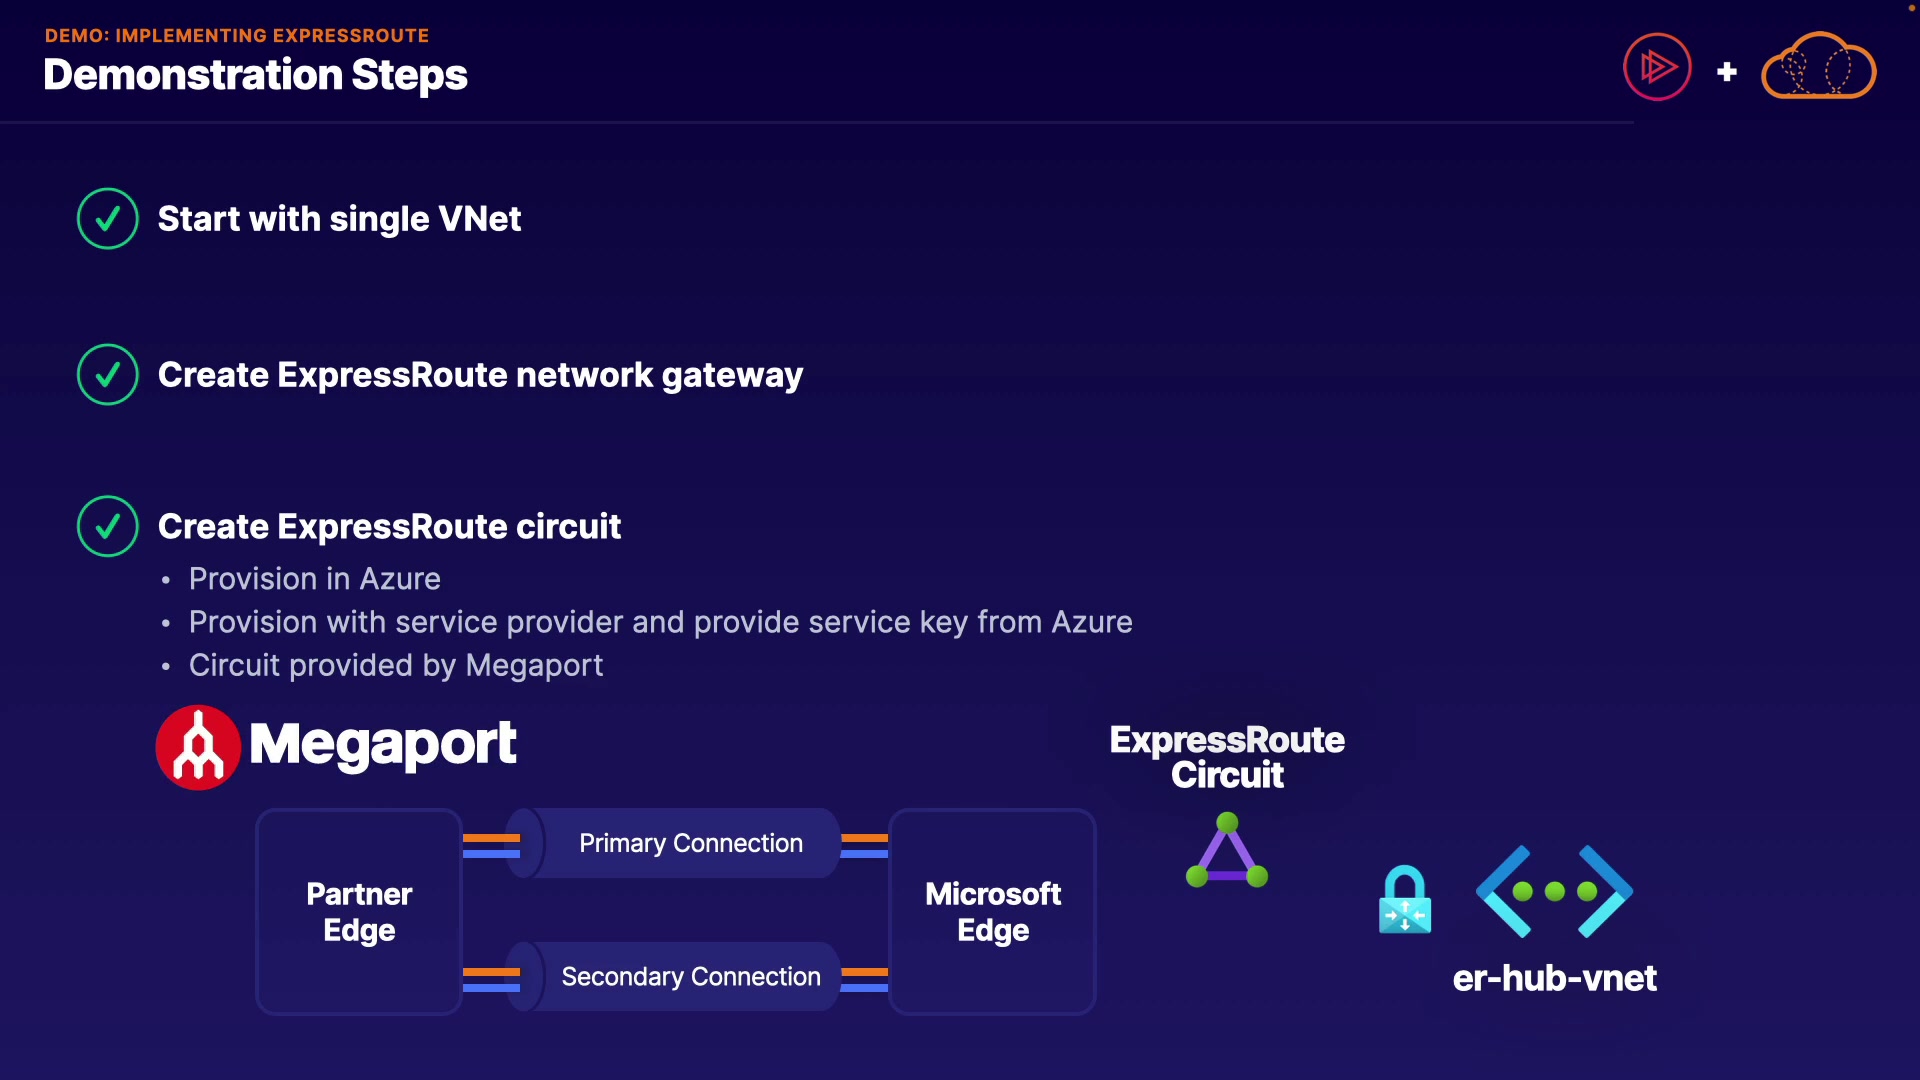 DEMO: IMPLEMENTING EXPRESSROUTE
Demonstration Steps
Start with single VNet
Create ExpressRoute network gateway
Create ExpressRoute circuit
• Provision in Azure
• Provision with service provider and provide service key from Azure
• Circuit provided by Megaport
Megaport
ExpressRoute
Circuit
Partner
Edge
Primary Connection
Secondary Connection
Microsoft
Edge
er-hub-vnet